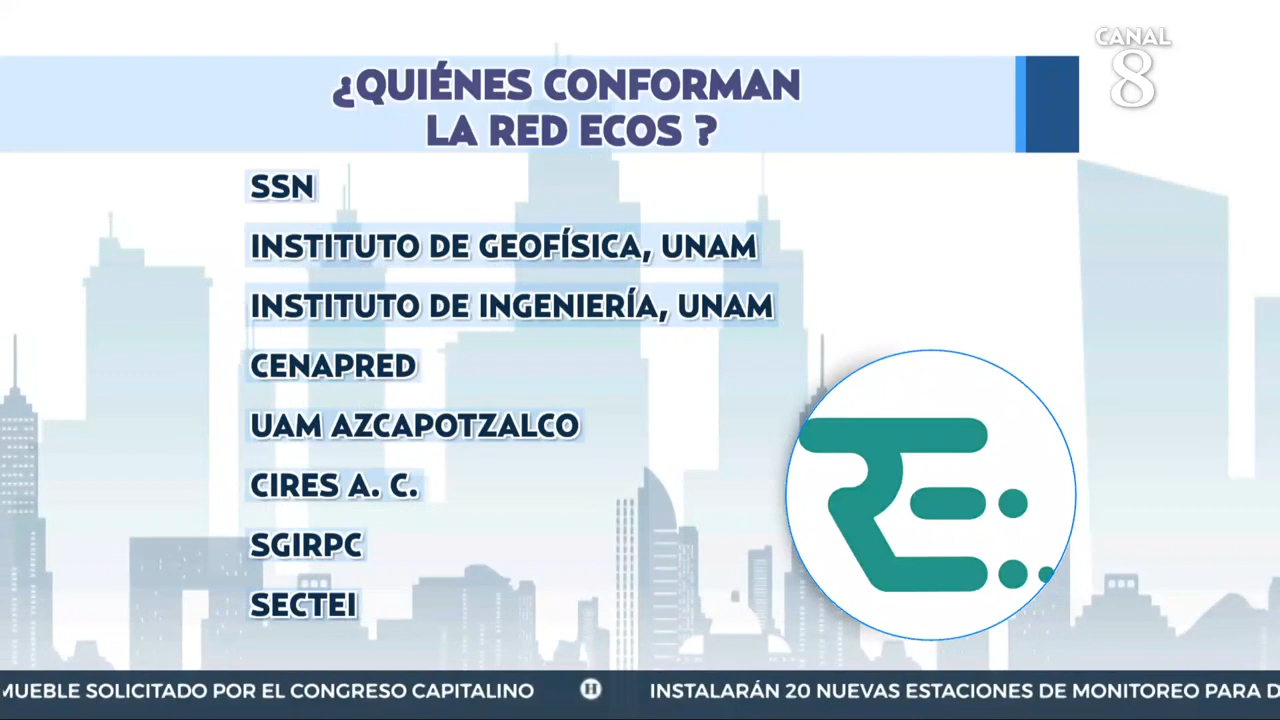 CANAL
8
¿QUIÉNES CONFORMAN
LA RED ECOS ?
SSN
INSTITUTO DE GEOFÍSICA, UNAM
INSTITUTO DE INGENIERÍA, UNAM
CENAPRED
UAM AZCAPOTZALCO
CIRES A. C.
SGIRPC
SECTEI
MUEBLE SOLICITADO POR EL CONGRESO CAPITALINO INSTALARÁN 20 NUEVAS ESTACIONES DE MONITOREO PARA D